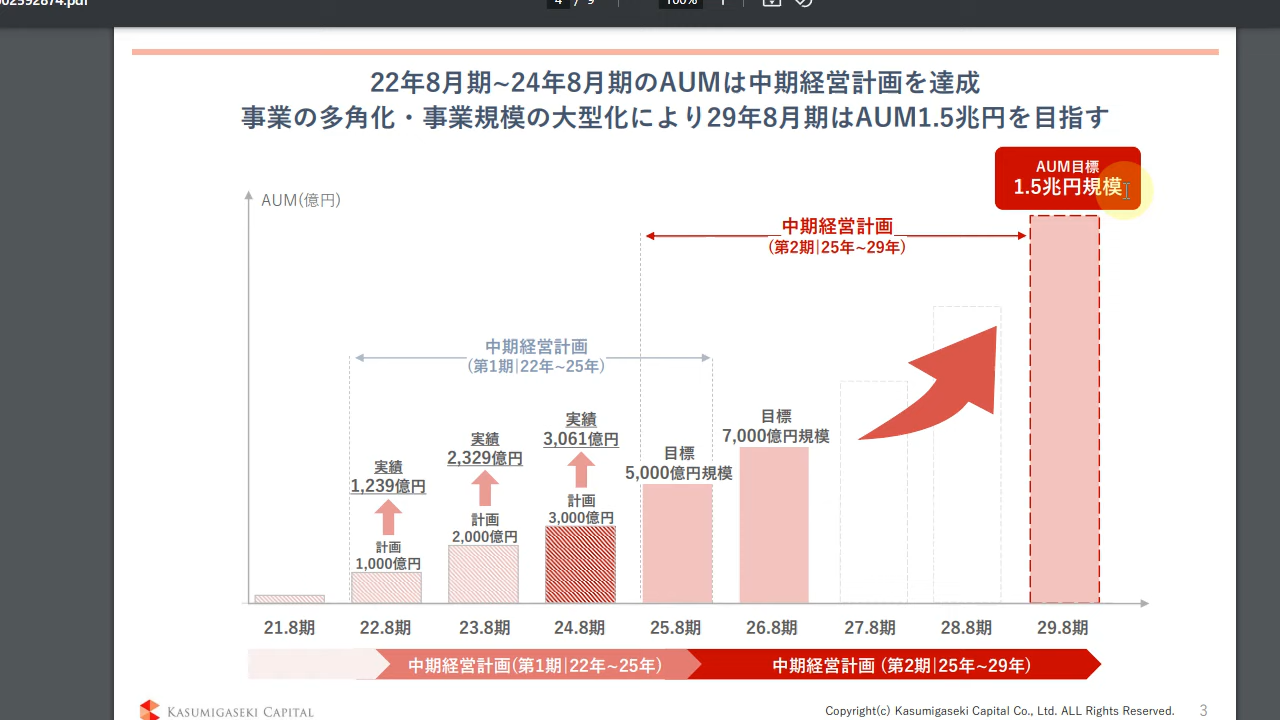 4 / 9
100%
22年8月期~24年8月期のAUMは中期経営計画を達成
事業の多角化・事業規模の大型化により29年8月期はAUM1.5兆円を目指す
AUM目標
1.5兆円規模
AUM(億円)
中期経営計画
(第2期|25年~29年)
中期経営計画
(第1期|22年~25年)
実績
1,239億円
計画
1,000億円
実績
2,329億円
計画
2,000億円
実績
3,061億円
計画
3,000億円
目標
5,000億円規模
目標
7,000億円規模
21.8期 22.8期 23.8期 24.8期 25.8期 26.8期 27.8期 28.8期 29.8期
中期経営計画(第1期|22年~25年) 中期経営計画 (第2期|25年~29年)
KASUMIGASEKI CAPITAL
Copyright(c) Kasumigaseki Capital Co., Ltd. ALL Rights Reserved. 3